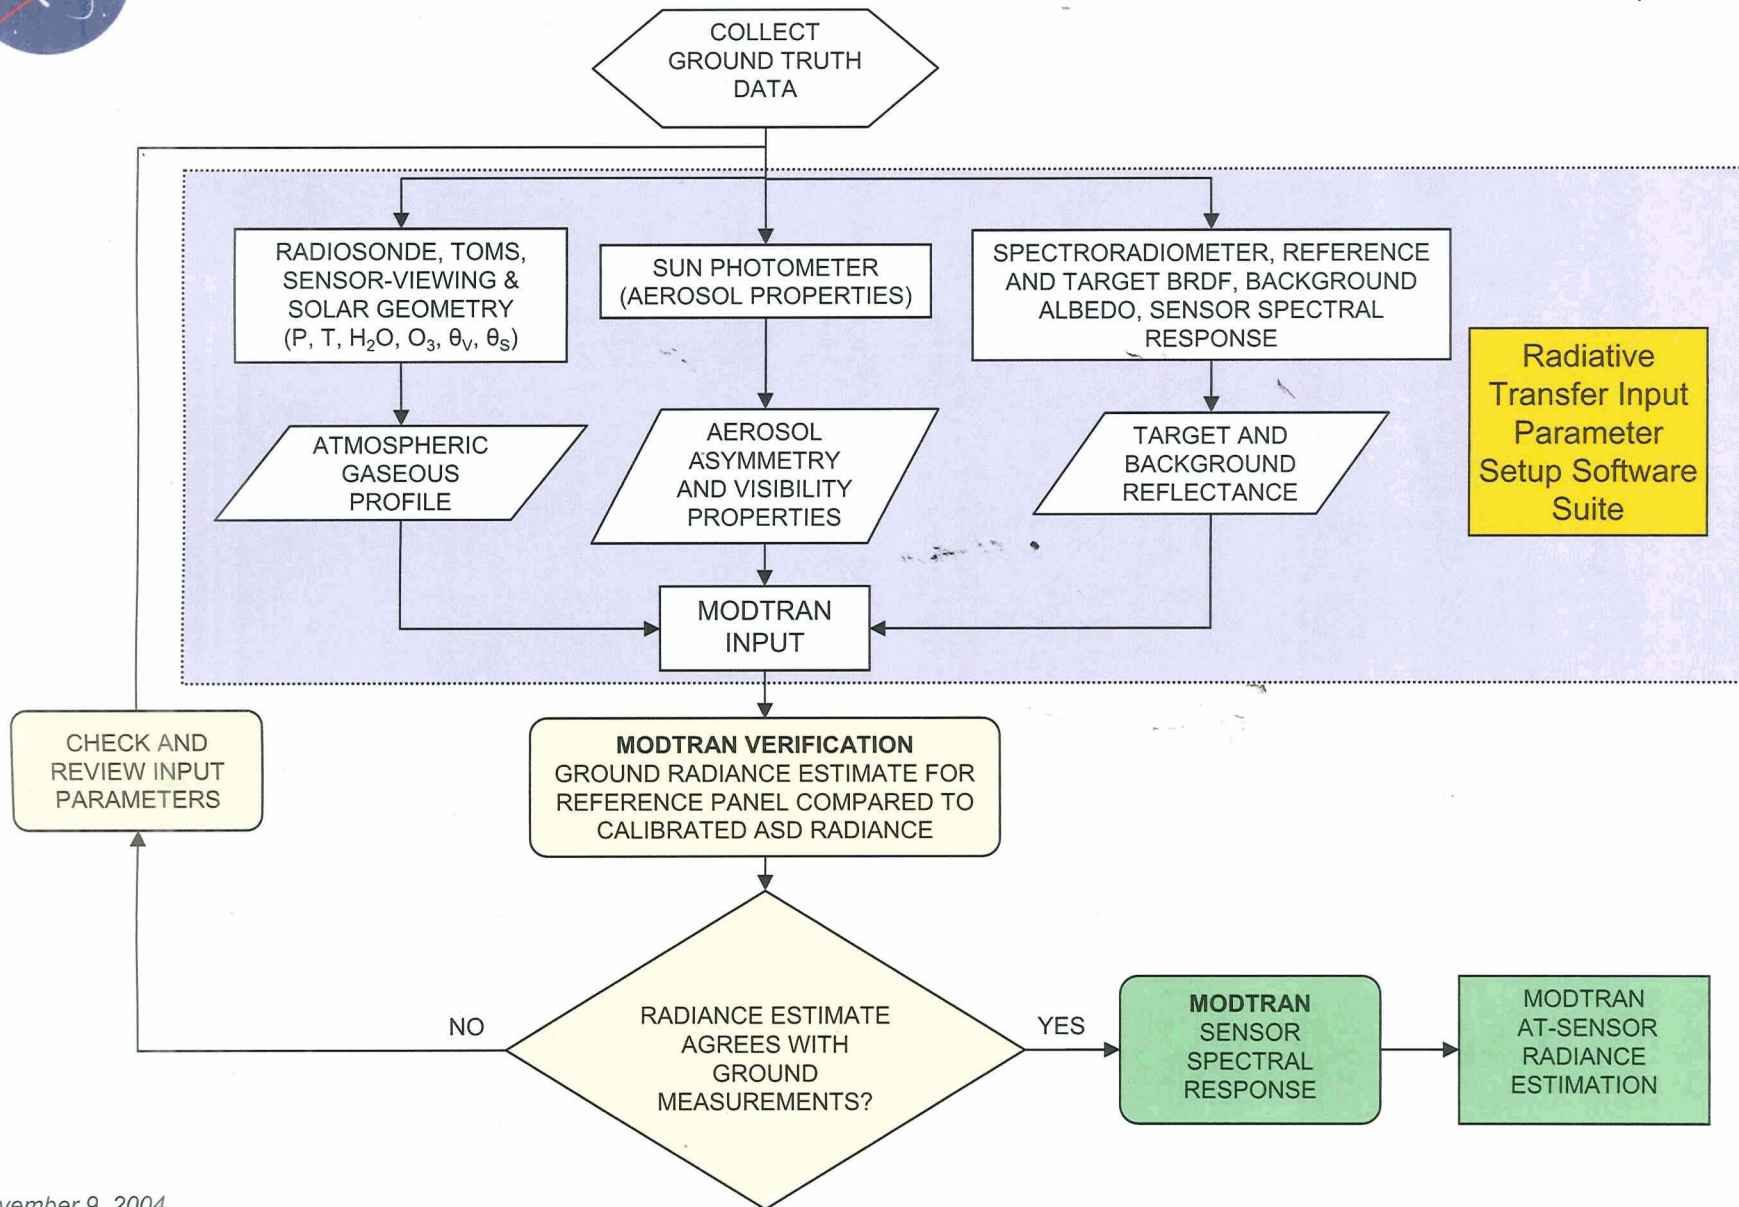 COLLECT
GROUND TRUTH
DATA
RADIOSONDE, TOMS,
SENSOR-VIEWING &
SOLAR GEOMETRY
(P, T, H₂O, O₃, θV, θS)
SUN PHOTOMETER
(AEROSOL PROPERTIES)
SPECTRORADIOMETER, REFERENCE
AND TARGET BRDF, BACKGROUND
ALBEDO, SENSOR SPECTRAL
RESPONSE
Radiative
Transfer Input
Parameter
Setup Software
Suite
ATMOSPHERIC
GASEOUS
PROFILE
AEROSOL
ASYMMETRY
AND VISIBILITY
PROPERTIES
TARGET AND
BACKGROUND
REFLECTANCE
MODTRAN
INPUT
CHECK AND
REVIEW INPUT
PARAMETERS
MODTRAN VERIFICATION
GROUND RADIANCE ESTIMATE FOR
REFERENCE PANEL COMPARED TO
CALIBRATED ASD RADIANCE
NO
RADIANCE ESTIMATE
AGREES WITH
GROUND
MEASUREMENTS?
YES
MODTRAN
SENSOR
SPECTRAL
RESPONSE
MODTRAN
AT-SENSOR
RADIANCE
ESTIMATION
9, 2004